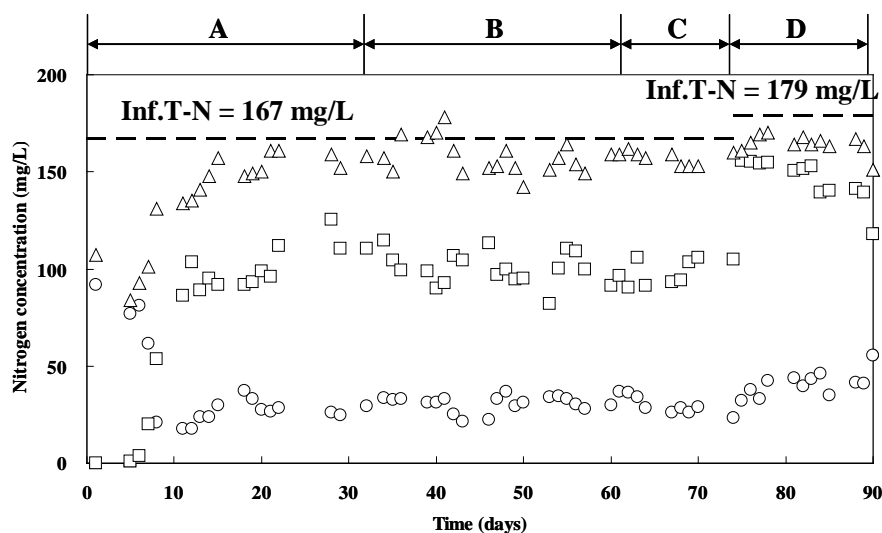 A B C D
Inf.T-N = 167 mg/L
Inf.T-N = 179 mg/L
200
150
100
50
0
0 10 20 30 40 50 60 70 80 90
Nitrogen concentration (mg/L)
Time (days)